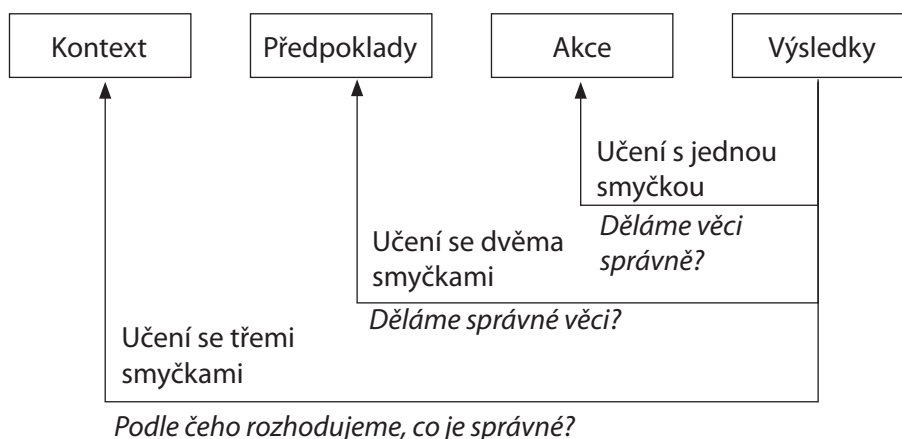 Kontext
Předpoklady
Akce
Výsledky
Učení s jednou
smyčkou
Děláme věci
správně?
Učení se dvěma
smyčkami
Děláme správné věci?
Učení se třemi
smyčkami
Podle čeho rozhodujeme, co je správné?